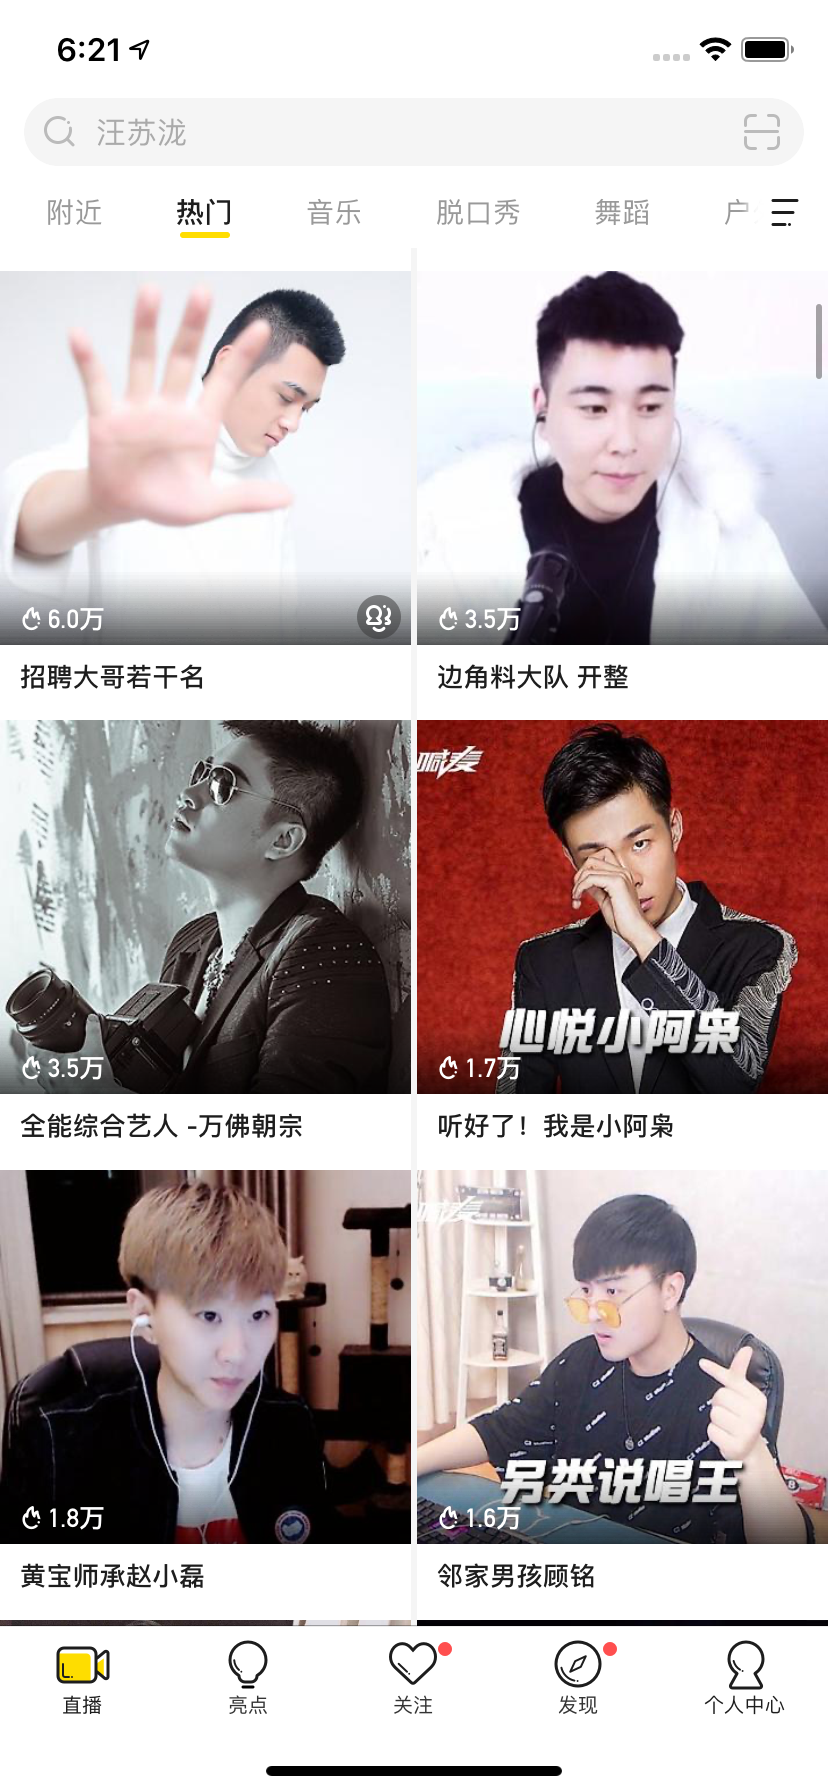 6:21
汪苏泷
附近 热门 音乐 脱口秀 舞蹈 户
6.0万
3.5万
招聘大哥若干名
边角料大队 开整
喊麦
心悦小阿枭
3.5万
1.7万
全能综合艺人 -万佛朝宗
听好了！我是小阿枭
喊麦
另类说唱王
1.8万
1.6万
黄宝师承赵小磊
邻家男孩顾铭
直播 亮点 关注 发现 个人中心